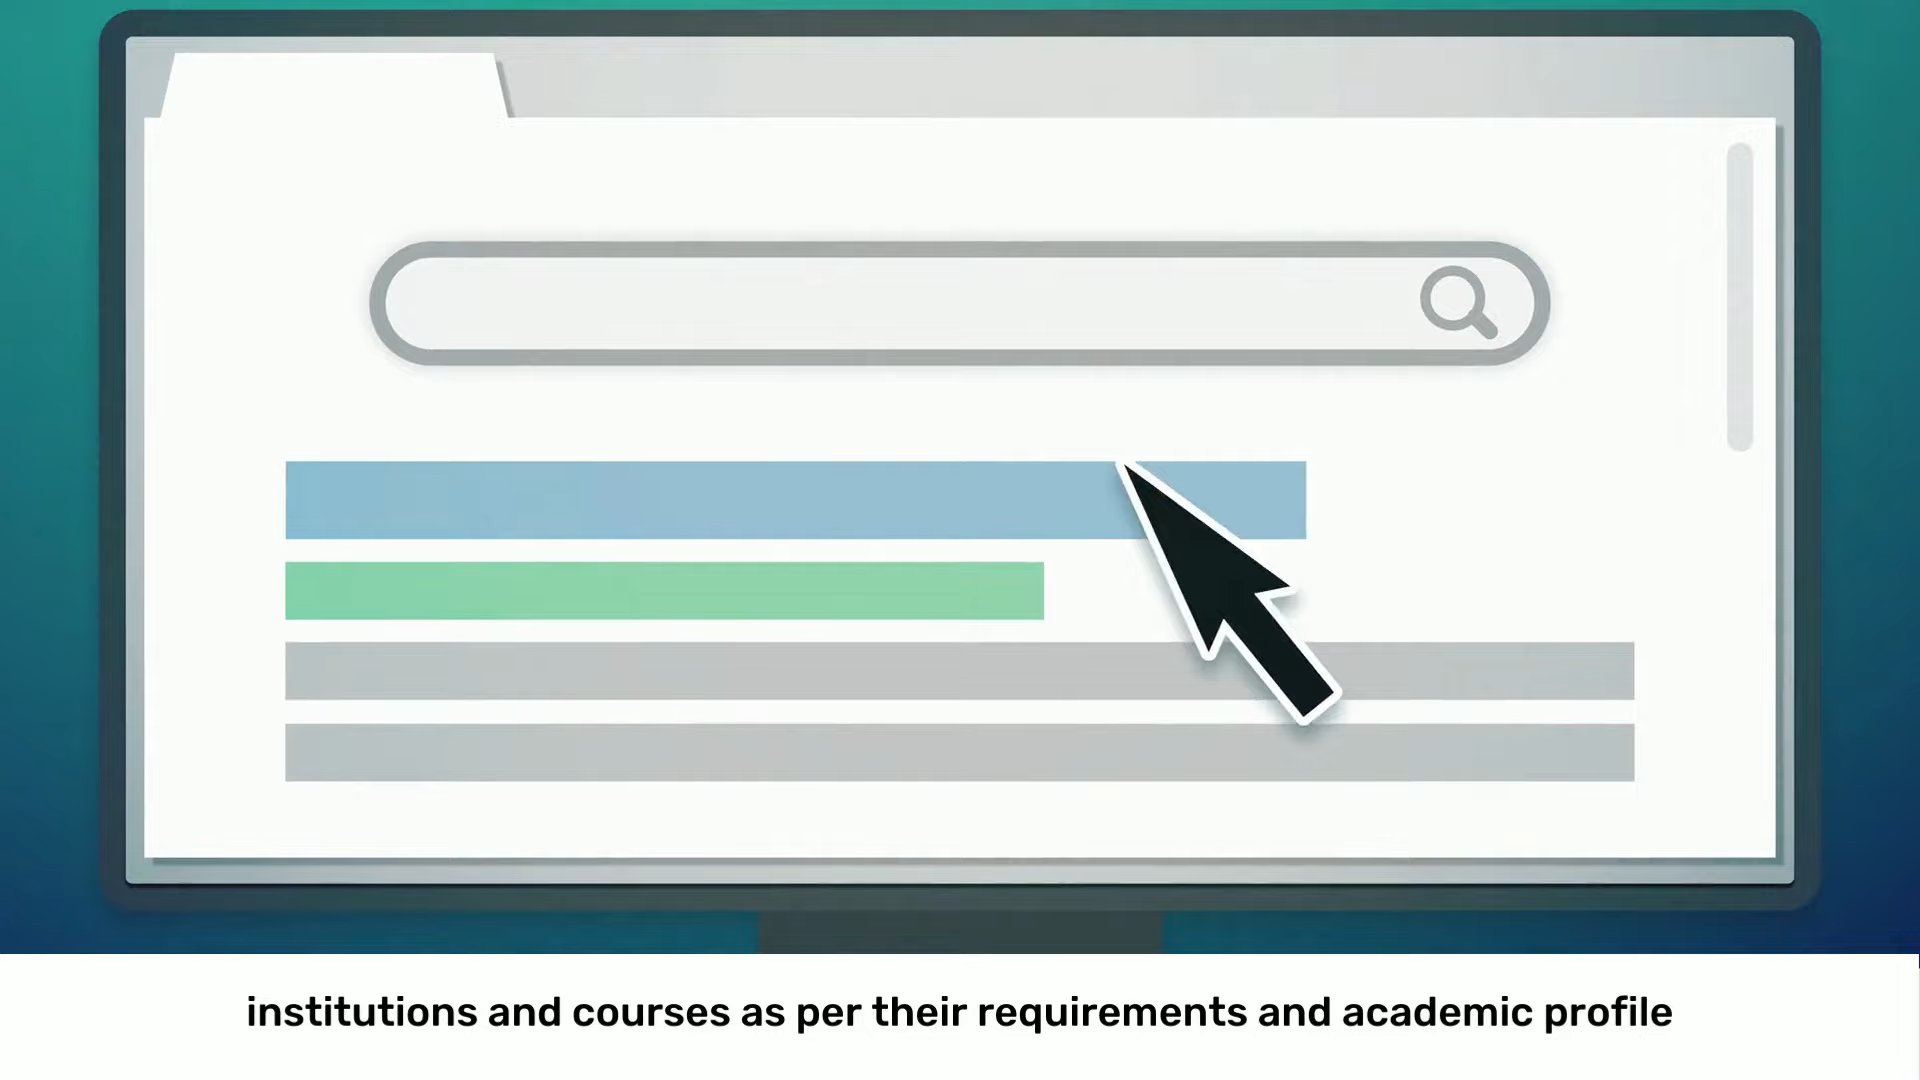 institutions and courses as per their requirements and academic profile